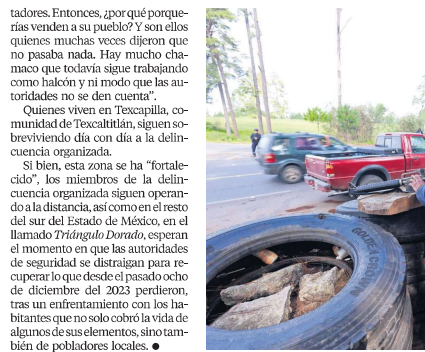 tadores. Entonces, ¿por qué porque-
rías venden a su pueblo? Y son ellos
quienes muchas veces dijeron que
no pasaba nada. Hay mucho cha-
maco que todavía sigue trabajando
como halcón y ni modo que las au-
toridades no se den cuenta”.
Quienes viven en Texcapilla, co-
munidad de Texcaltitlán, siguen so-
breviviendo día con día a la delin-
cuencia organizada.
Si bien, esta zona se ha “fortale-
cido”, los miembros de la delin-
cuencia organizada siguen operan-
do a la distancia, así como en el resto
del sur del Estado de México, en el
llamado Triángulo Dorado, esperan
el momento en que las autoridades
de seguridad se distraigan para re-
cuperar lo que desde el pasado ocho
de diciembre del 2023 perdieron,
tras un enfrentamiento con los ha-
bitantes que no solo cobró la vida de
algunos de sus elementos, sino tam-
bién de pobladores locales. ●
GOLDEN CROWN